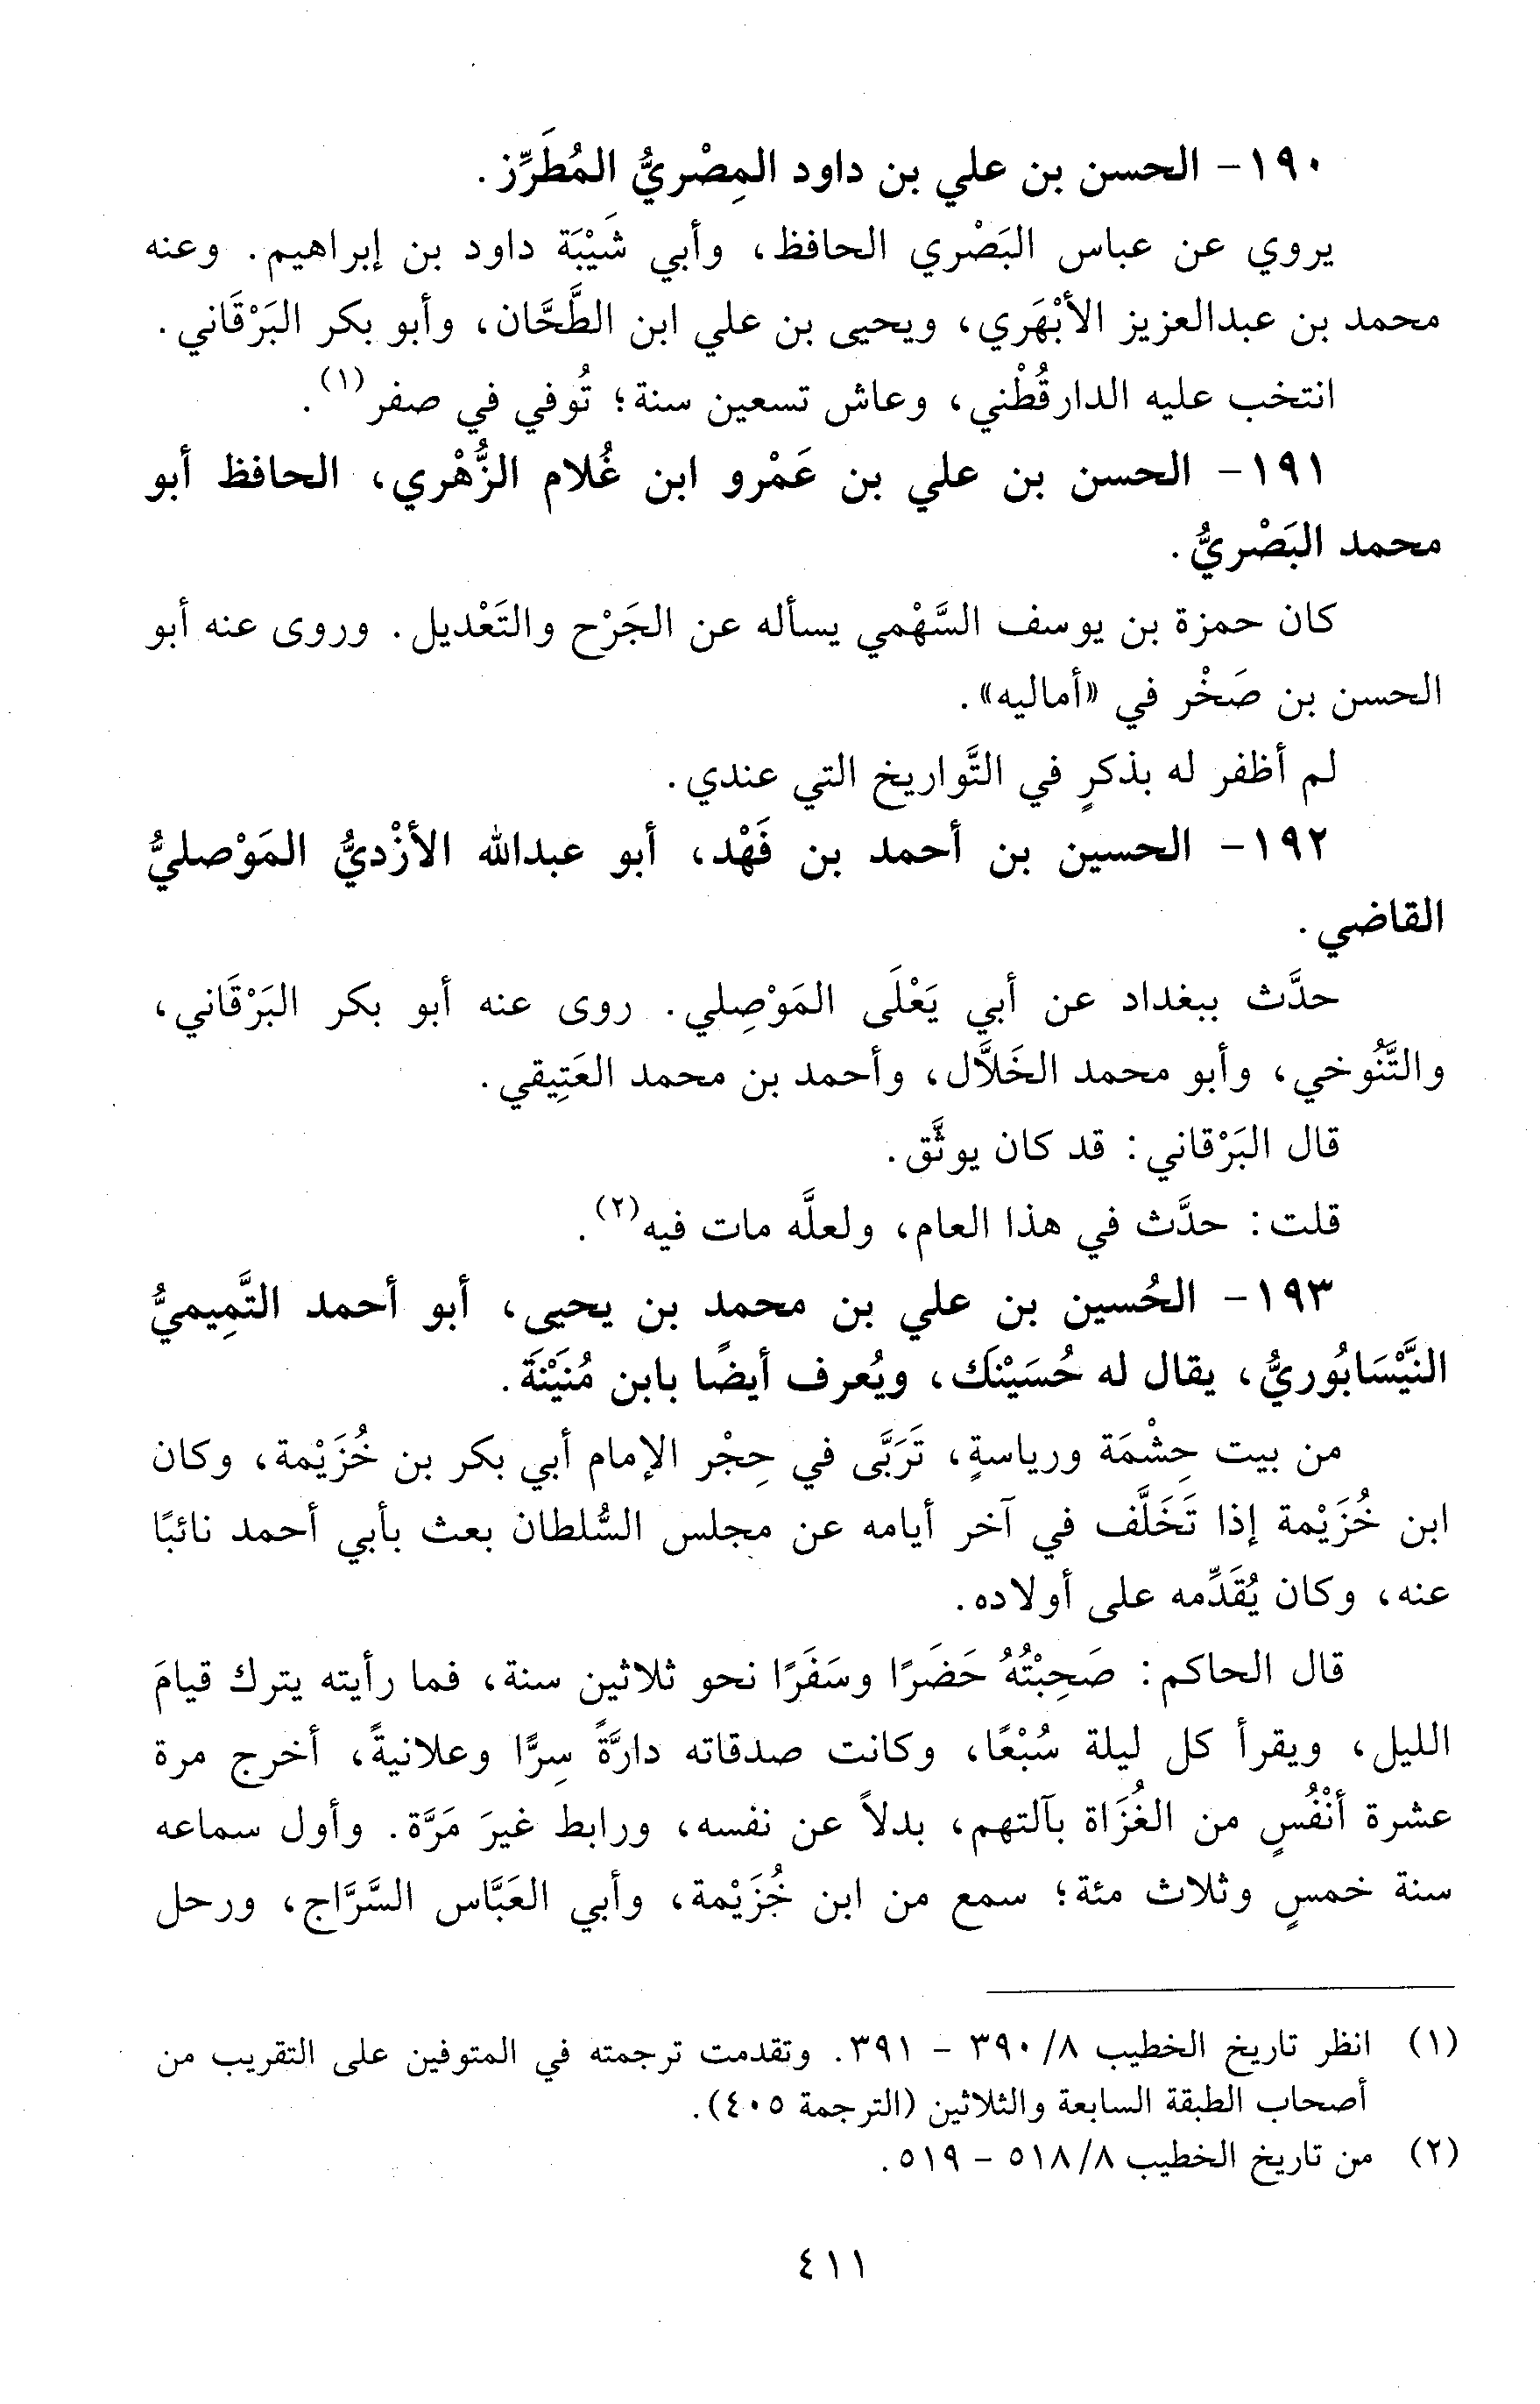 ١٩٠- الحسن بن علي بن داود المِصْريُّ المُطَرِّز.
يروي عن عباس البَصْري الحافظ، وأبي شَيْبَة داود بن إبراهيم. وعنه
محمد بن عبدالعزيز الأبْهَري، ويحيى بن علي ابن الطَّحَّان، وأبو بكر البَرْقَاني.
انتخب عليه الدارقُطْني، وعاش تسعين سنة؛ تُوفي في صفر(١).
١٩١- الحسن بن علي بن عَمْرو ابن غُلام الزُّهْري، الحافظ أبو
محمد البَصْريُّ.
كان حمزة بن يوسف السَّهْمي يسأله عن الجَرْح والتَعْديل. وروى عنه أبو
الحسن بن صَخْر في «أماليه».
لم أظفر له بذكرٍ في التَّواريخ التي عندي.
١٩٢- الحسين بن أحمد بن فَهْد، أبو عبدالله الأزْديُّ المَوْصليُّ
القاضي.
حدَّث ببغداد عن أبي يَعْلَى المَوْصِلي. روى عنه أبو بكر البَرْقَاني،
والتَّنُوخي، وأبو محمد الخَلاَّل، وأحمد بن محمد العَتِيقي.
قال البَرْقاني: قد كان يوثَّق.
قلت: حدَّث في هذا العام، ولعلَّه مات فيه(٢).
١٩٣- الحُسين بن علي بن محمد بن يحيى، أبو أحمد التَّمِيميُّ
النَّيْسَابُوريُّ، يقال له حُسَيْنَك، ويُعرف أيضًا بابن مُنَيْنَة.
من بيت حِشْمَة ورياسةٍ، تَرَبَّى في حِجْر الإمام أبي بكر بن خُزَيْمة، وكان
ابن خُزَيْمة إذا تَخَلَّف في آخر أيامه عن مجلس السُّلطان بعث بأبي أحمد نائبًا
عنه، وكان يُقَدِّمه على أولاده.
قال الحاكم: صَحِبْتُهُ حَضَرًا وسَفَرًا نحو ثلاثين سنة، فما رأيته يترك قيامَ
الليل، ويقرأ كل ليلة سُبْعًا، وكانت صدقاته دارَّةً سِرًّا وعلانيةً، أخرج مرة
عشرة أنْفُسٍ من الغُزَاة بآلتهم، بدلاً عن نفسه، ورابط غيرَ مَرَّة. وأول سماعه
سنة خمسٍ وثلاث مئة؛ سمع من ابن خُزَيْمة، وأبي العَبَّاس السَّرَّاج، ورحل
(١) انظر تاريخ الخطيب ٨/ ٣٩٠ - ٣٩١. وتقدمت ترجمته في المتوفين على التقريب من
أصحاب الطبقة السابعة والثلاثين (الترجمة ٤٠٥).
(٢) من تاريخ الخطيب ٨/ ٥١٨ - ٥١٩.
٤١١